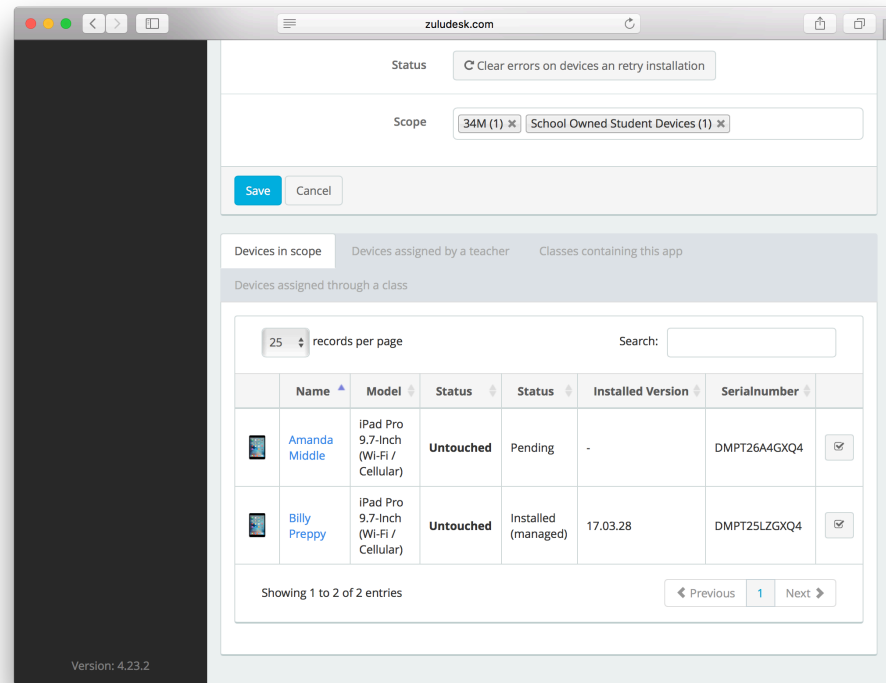 zuludesk.com
Status
Clear errors on devices an retry installation
Scope
34M (1) × School Owned Student Devices (1) ×
Save Cancel
Devices in scope Devices assigned by a teacher Classes containing this app
Devices assigned through a class
25 records per page Search:
Name Model Status Status Installed Version Serialnumber
Amanda Middle iPad Pro 9.7-Inch (Wi-Fi / Cellular) Untouched Pending - DMPT26A4GXQ4
Billy Preppy iPad Pro 9.7-Inch (Wi-Fi / Cellular) Untouched Installed (managed) 17.03.28 DMPT25LZGXQ4
Showing 1 to 2 of 2 entries
Previous 1 Next
Version: 4.23.2